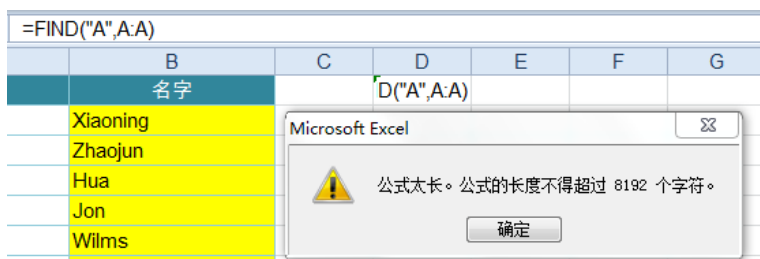 =FIND("A",A:A)
B C D E F G
名字 D("A",A:A)
Xiaoning
Zhaojun
Hua
Jon
Wilms
Microsoft Excel
公式太长。公式的长度不得超过 8192 个字符。
确定